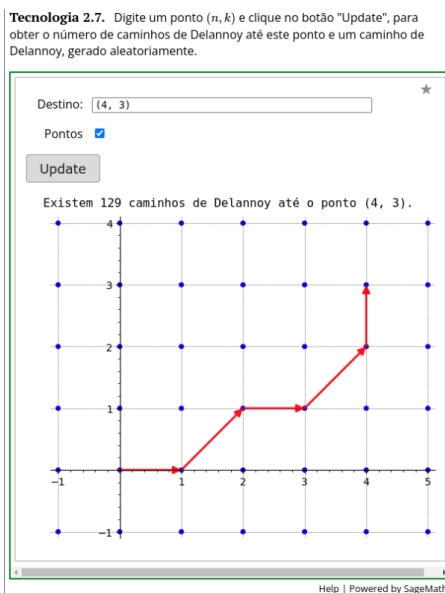 Tecnologia 2.7. Digite um ponto (n, k) e clique no botão "Update", para
obter o número de caminhos de Delannoy até este ponto e um caminho de
Delannoy, gerado aleatoriamente.
Destino: (4, 3)
Pontos
Update
Existem 129 caminhos de Delannoy até o ponto (4, 3).
4
3
2
1
−1 1 2 3 4 5
−1
Help | Powered by SageMath